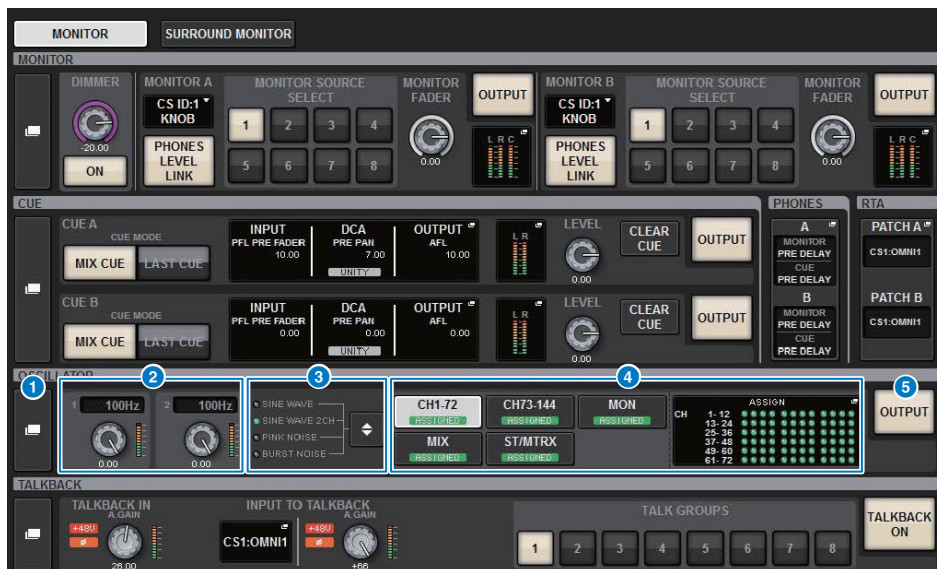 MONITOR SURROUND MONITOR
MONITOR
DIMMER MONITOR A MONITOR SOURCE SELECT MONITOR FADER OUTPUT MONITOR B MONITOR SOURCE SELECT MONITOR FADER OUTPUT
CS ID:1 KNOB CS ID:1 KNOB
1 2 3 4 1 2 3 4
L R C L R C
-20.00 PHONES LEVEL LINK 0.00 PHONES LEVEL LINK 0.00
ON 5 6 7 8 5 6 7 8
CUE PHONES RTA
CUE A INPUT DCA OUTPUT LEVEL A PATCH A
CUE MODE PFL PRE FADER PRE PAN AFL L R CLEAR CUE OUTPUT MONITOR PRE DELAY
MIX CUE LAST CUE 10.00 7.00 10.00 CUE PRE DELAY CS1:OMNI1
UNITY 0.00
CUE B INPUT DCA OUTPUT LEVEL B PATCH B
CUE MODE PFL PRE FADER PRE PAN AFL L R CLEAR CUE OUTPUT MONITOR PRE DELAY CS1:OMNI1
MIX CUE LAST CUE 0.00 0.00 0.00 CUE PRE DELAY
UNITY 0.00
OSCILLATOR
1 2 3 4 5
1 100Hz 2 100Hz SINE WAVE CH1-72 CH73-144 MON ASSIGN OUTPUT
SINE WAVE 2CH ASSIGNED ASSIGNED ASSIGNED CH 1- 12
13- 24
PINK NOISE MIX ST/MTRX 25- 36
37- 48
0.00 0.00 BURST NOISE ASSIGNED ASSIGNED 49- 60
61- 72
TALKBACK
TALKBACK IN INPUT TO TALKBACK TALK GROUPS TALKBACK ON
A.GAIN A.GAIN
+48V +48V
Ø CS1:OMNI1 Ø 1 2 3 4 5 6 7 8
26.00 +66